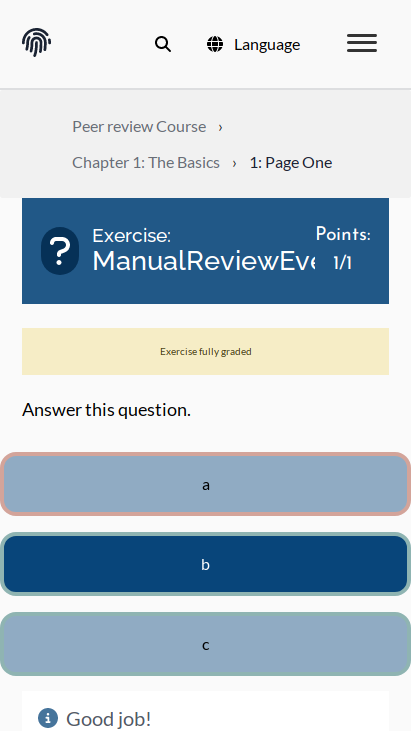 Language
Peer review Course ›
Chapter 1: The Basics › 1: Page One
Exercise:
Points:
ManualReviewEve
1/1
Exercise fully graded
Answer this question.
a
b
c
Good job!